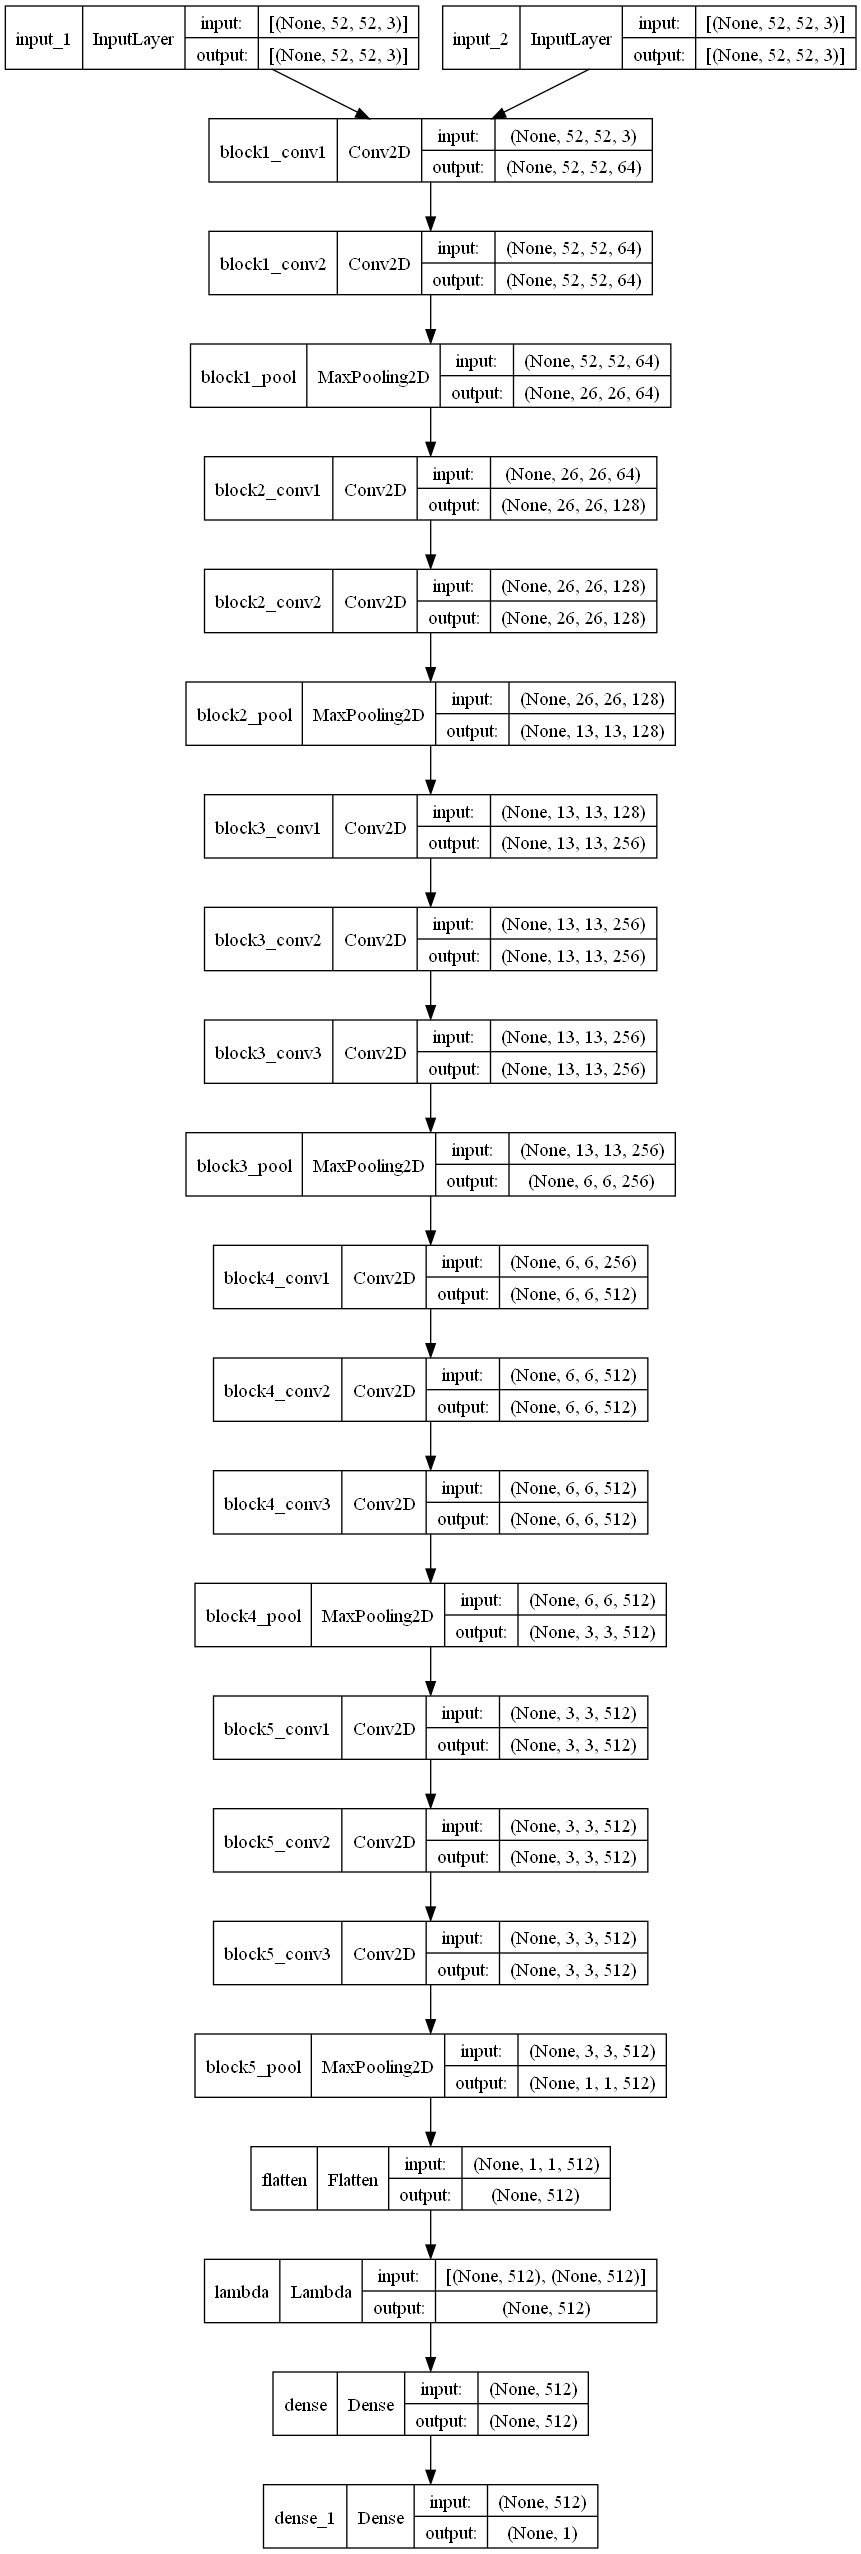 input_1 InputLayer input: [(None, 52, 52, 3)]
output: [(None, 52, 52, 3)]
input_2 InputLayer input: [(None, 52, 52, 3)]
output: [(None, 52, 52, 3)]
block1_conv1 Conv2D input: (None, 52, 52, 3)
output: (None, 52, 52, 64)
block1_conv2 Conv2D input: (None, 52, 52, 64)
output: (None, 52, 52, 64)
block1_pool MaxPooling2D input: (None, 52, 52, 64)
output: (None, 26, 26, 64)
block2_conv1 Conv2D input: (None, 26, 26, 64)
output: (None, 26, 26, 128)
block2_conv2 Conv2D input: (None, 26, 26, 128)
output: (None, 26, 26, 128)
block2_pool MaxPooling2D input: (None, 26, 26, 128)
output: (None, 13, 13, 128)
block3_conv1 Conv2D input: (None, 13, 13, 128)
output: (None, 13, 13, 256)
block3_conv2 Conv2D input: (None, 13, 13, 256)
output: (None, 13, 13, 256)
block3_conv3 Conv2D input: (None, 13, 13, 256)
output: (None, 13, 13, 256)
block3_pool MaxPooling2D input: (None, 13, 13, 256)
output: (None, 6, 6, 256)
block4_conv1 Conv2D input: (None, 6, 6, 256)
output: (None, 6, 6, 512)
block4_conv2 Conv2D input: (None, 6, 6, 512)
output: (None, 6, 6, 512)
block4_conv3 Conv2D input: (None, 6, 6, 512)
output: (None, 6, 6, 512)
block4_pool MaxPooling2D input: (None, 6, 6, 512)
output: (None, 3, 3, 512)
block5_conv1 Conv2D input: (None, 3, 3, 512)
output: (None, 3, 3, 512)
block5_conv2 Conv2D input: (None, 3, 3, 512)
output: (None, 3, 3, 512)
block5_conv3 Conv2D input: (None, 3, 3, 512)
output: (None, 3, 3, 512)
block5_pool MaxPooling2D input: (None, 3, 3, 512)
output: (None, 1, 1, 512)
flatten Flatten input: (None, 1, 1, 512)
output: (None, 512)
lambda Lambda input: [(None, 512), (None, 512)]
output: (None, 512)
dense Dense input: (None, 512)
output: (None, 512)
dense_1 Dense input: (None, 512)
output: (None, 1)